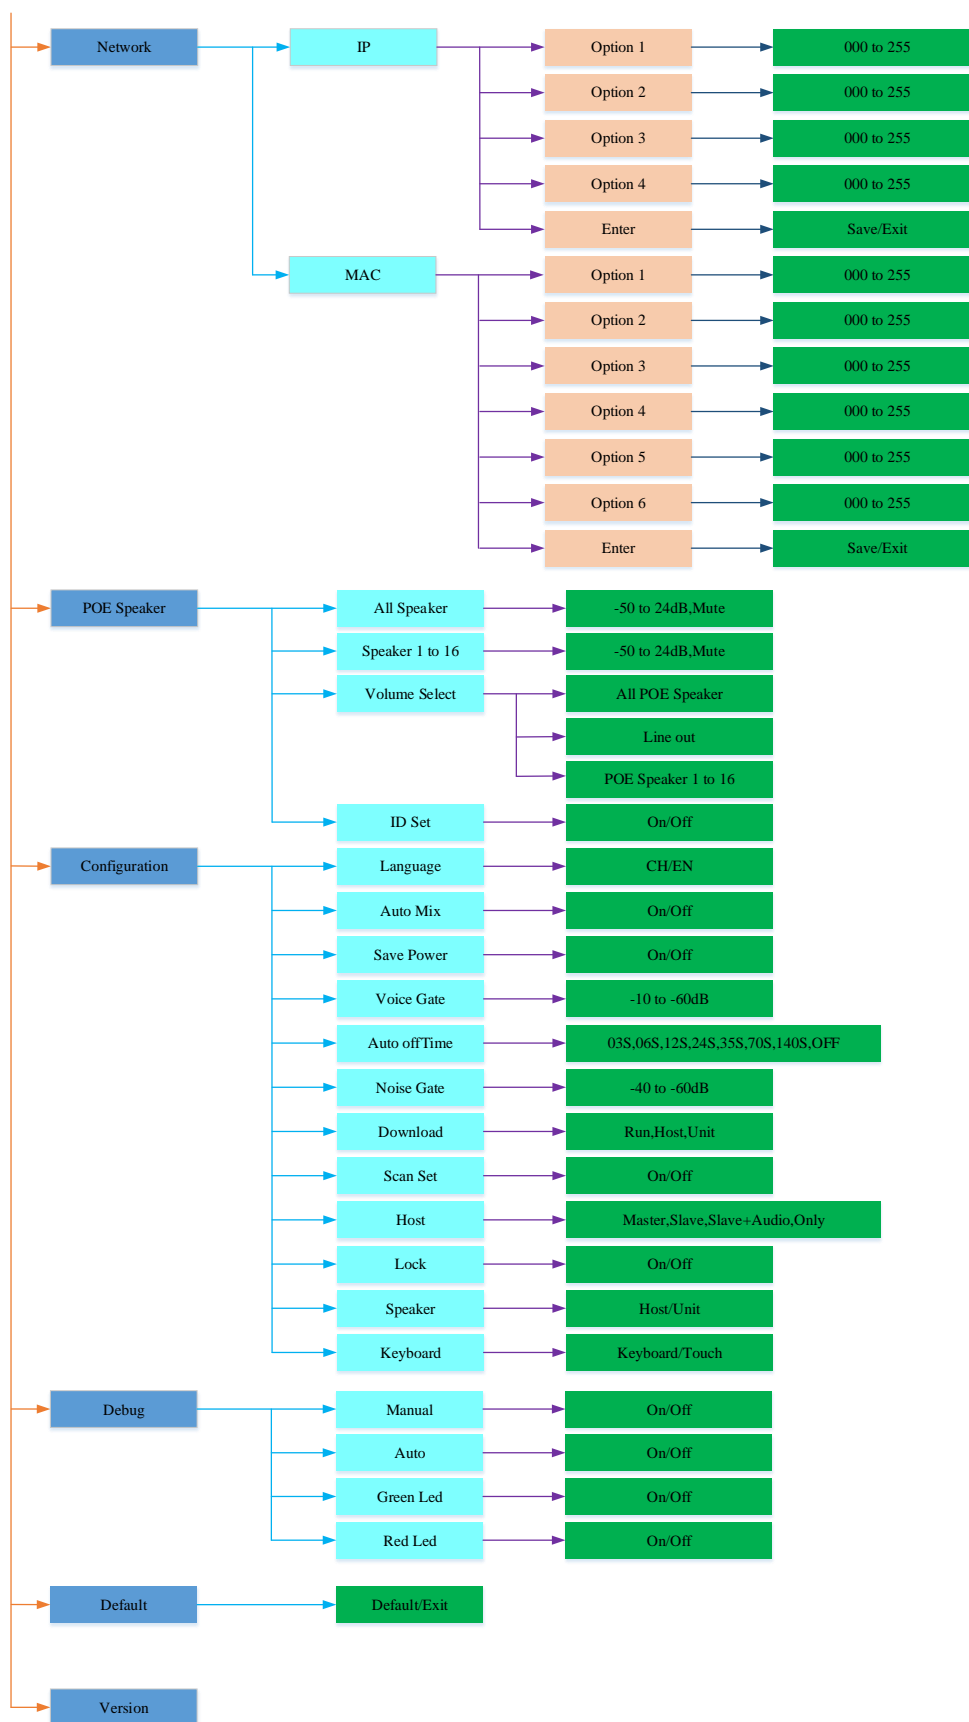 Network
IP
Option 1
000 to 255
Option 2
000 to 255
Option 3
000 to 255
Option 4
000 to 255
Enter
Save/Exit
MAC
Option 1
000 to 255
Option 2
000 to 255
Option 3
000 to 255
Option 4
000 to 255
Option 5
000 to 255
Option 6
000 to 255
Enter
Save/Exit
POE Speaker
All Speaker
-50 to 24dB,Mute
Speaker 1 to 16
-50 to 24dB,Mute
Volume Select
All POE Speaker
Line out
POE Speaker 1 to 16
ID Set
On/Off
Configuration
Language
CH/EN
Auto Mix
On/Off
Save Power
On/Off
Voice Gate
-10 to -60dB
Auto offTime
03S,06S,12S,24S,35S,70S,140S,OFF
Noise Gate
-40 to -60dB
Download
Run,Host,Unit
Scan Set
On/Off
Host
Master,Slave,Slave+Audio,Only
Lock
On/Off
Speaker
Host/Unit
Keyboard
Keyboard/Touch
Debug
Manual
On/Off
Auto
On/Off
Green Led
On/Off
Red Led
On/Off
Default
Default/Exit
Version